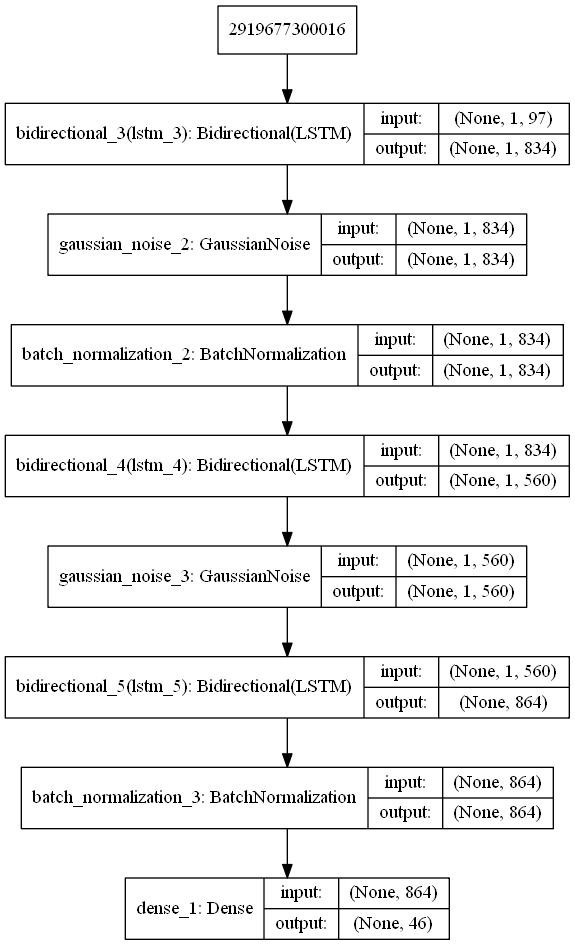 2919677300016
bidirectional_3(lstm_3): Bidirectional(LSTM)
input: (None, 1, 97)
output: (None, 1, 834)
gaussian_noise_2: GaussianNoise
input: (None, 1, 834)
output: (None, 1, 834)
batch_normalization_2: BatchNormalization
input: (None, 1, 834)
output: (None, 1, 834)
bidirectional_4(lstm_4): Bidirectional(LSTM)
input: (None, 1, 834)
output: (None, 1, 560)
gaussian_noise_3: GaussianNoise
input: (None, 1, 560)
output: (None, 1, 560)
bidirectional_5(lstm_5): Bidirectional(LSTM)
input: (None, 1, 560)
output: (None, 864)
batch_normalization_3: BatchNormalization
input: (None, 864)
output: (None, 864)
dense_1: Dense
input: (None, 864)
output: (None, 46)